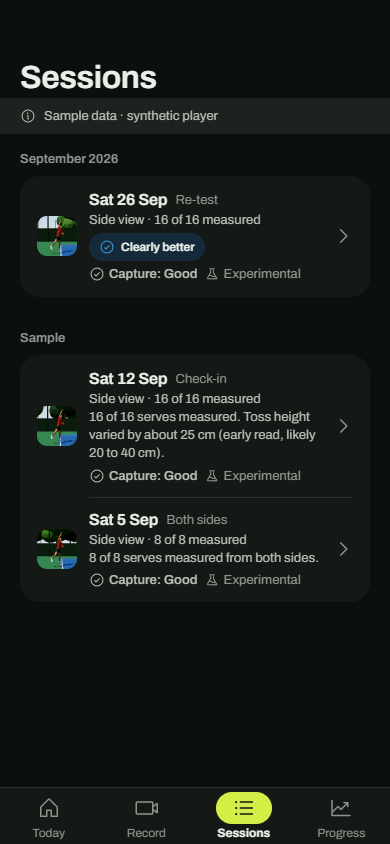 Sessions
Sample data · synthetic player
September 2026
Sat 26 Sep Re-test
Side view · 16 of 16 measured
Clearly better
Capture: Good Experimental
Sample
Sat 12 Sep Check-in
Side view · 16 of 16 measured
16 of 16 serves measured. Toss height
varied by about 25 cm (early read, likely
20 to 40 cm).
Capture: Good Experimental
Sat 5 Sep Both sides
Side view · 8 of 8 measured
8 of 8 serves measured from both sides.
Capture: Good Experimental
Today Record Sessions Progress